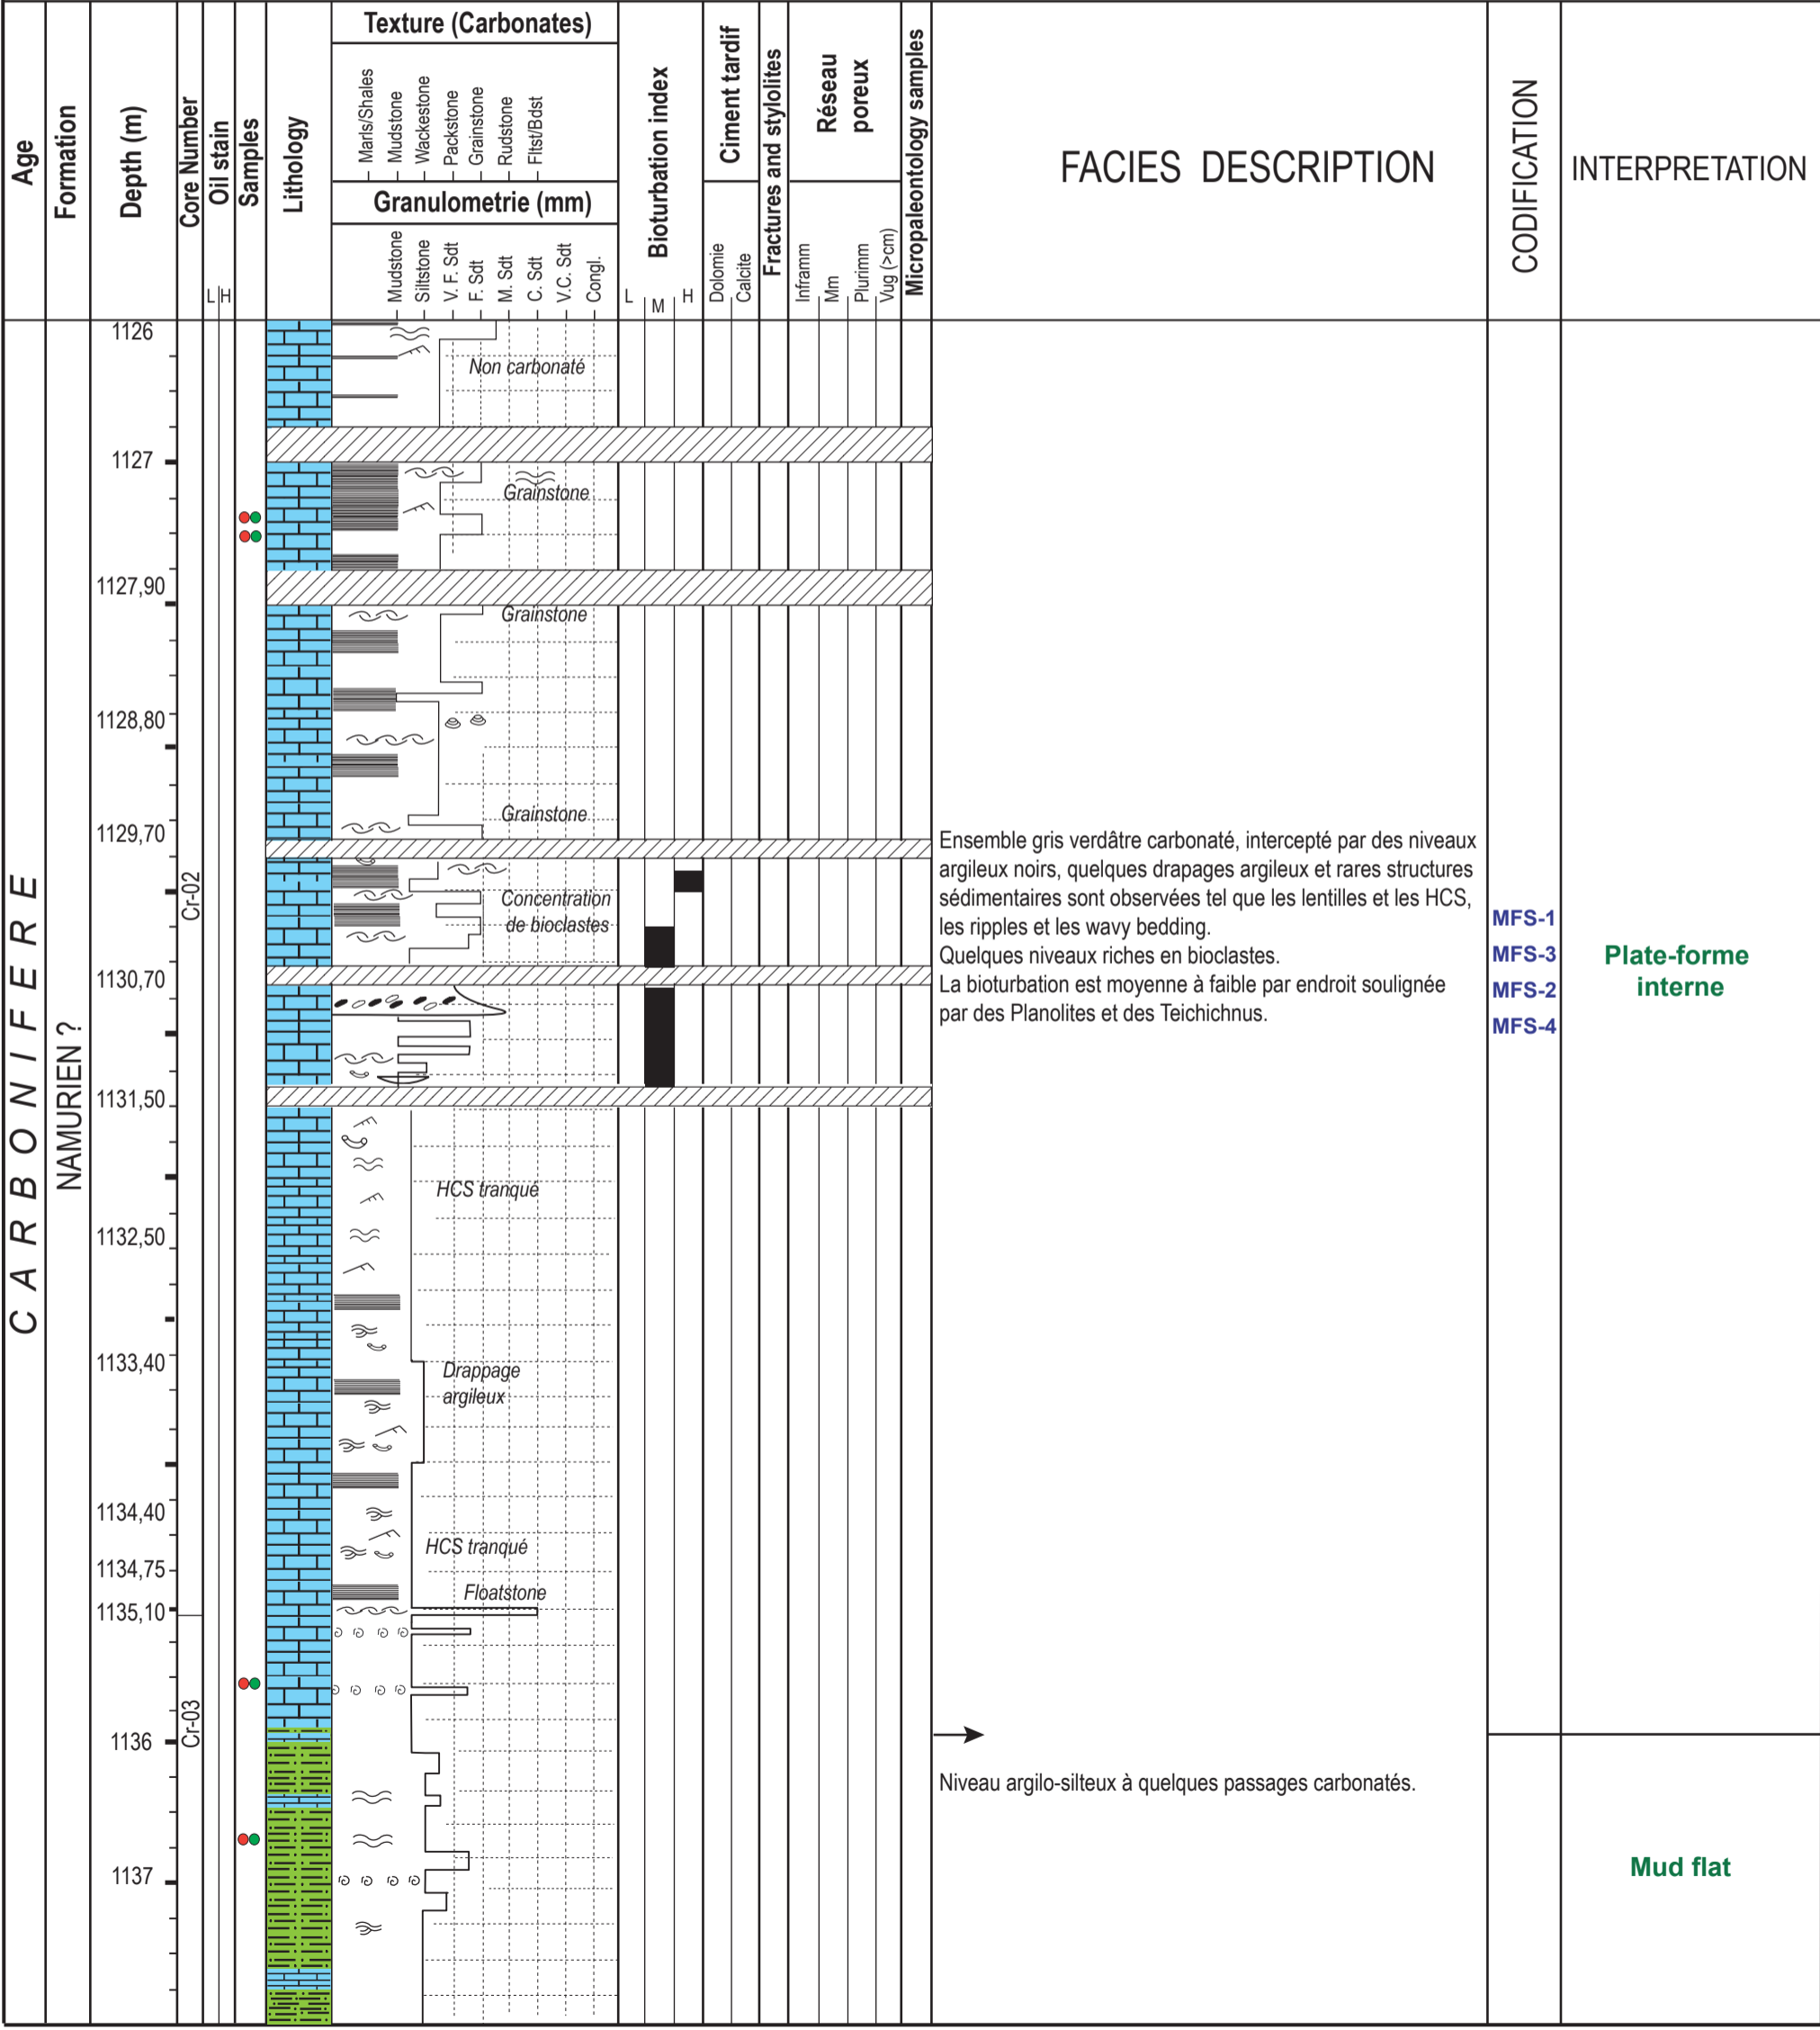 Age
Formation
Depth (m)
Core Number
Oil stain
L H
Samples
Lithology
Texture (Carbonates)
Marls/Shales
Mudstone
Wackestone
Packstone
Grainstone
Rudstone
Fltst/Bdst
Granulometrie (mm)
Mudstone
Siltstone
V. F. Sdt
F. Sdt
M. Sdt
C. Sdt
V.C. Sdt
Congl.
Bioturbation index
L
M
H
Ciment tardif
Dolomie
Calcite
Fractures and stylolites
Réseau
poreux
Inframm
Mm
Plurimm
Vug (>cm)
Micropaleontology samples
FACIES DESCRIPTION
CODIFICATION
INTERPRETATION
CARBONIFERE
NAMURIEN ?
1126
1127
1127,90
1128,80
1129,70
1130,70
1131,50
1132,50
1133,40
1134,40
1134,75
1135,10
1136
1137
Cr-02
Cr-03
Non carbonaté
Grainstone
Grainstone
Grainstone
Concentration
de bioclastes
HCS tranqué
Drappage
argileux
HCS tranqué
Floatstone
Ensemble gris verdâtre carbonaté, intercepté par des niveaux
argileux noirs, quelques drapages argileux et rares structures
sédimentaires sont observées tel que les lentilles et les HCS,
les ripples et les wavy bedding.
Quelques niveaux riches en bioclastes.
La bioturbation est moyenne à faible par endroit soulignée
par des Planolites et des Teichichnus.
MFS-1
MFS-3
MFS-2
MFS-4
Plate-forme
interne
Niveau argilo-silteux à quelques passages carbonatés.
Mud flat